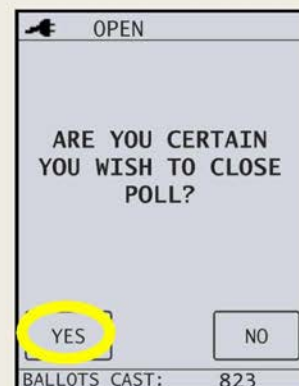 OPEN
ARE YOU CERTAIN
YOU WISH TO CLOSE
POLL?
YES NO
BALLOTS CAST: 823